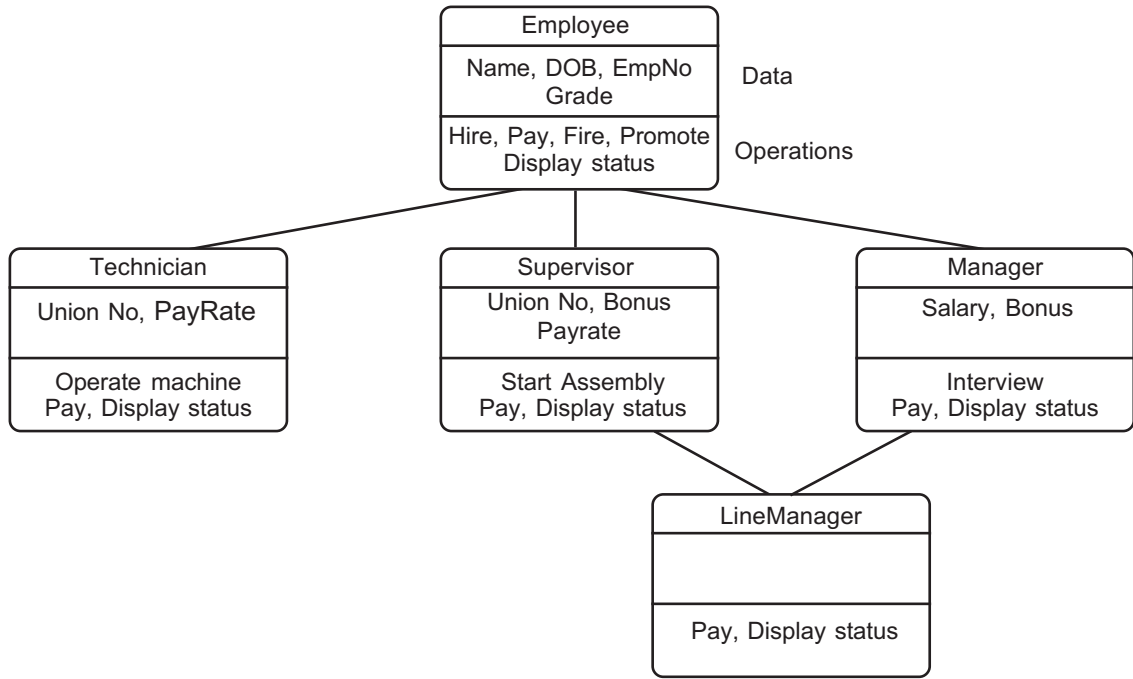 Employee
Name, DOB, EmpNo
Grade
Data
Hire, Pay, Fire, Promote
Display status
Operations
Technician
Union No, PayRate
Operate machine
Pay, Display status
Supervisor
Union No, Bonus
Payrate
Start Assembly
Pay, Display status
Manager
Salary, Bonus
Interview
Pay, Display status
LineManager
Pay, Display status